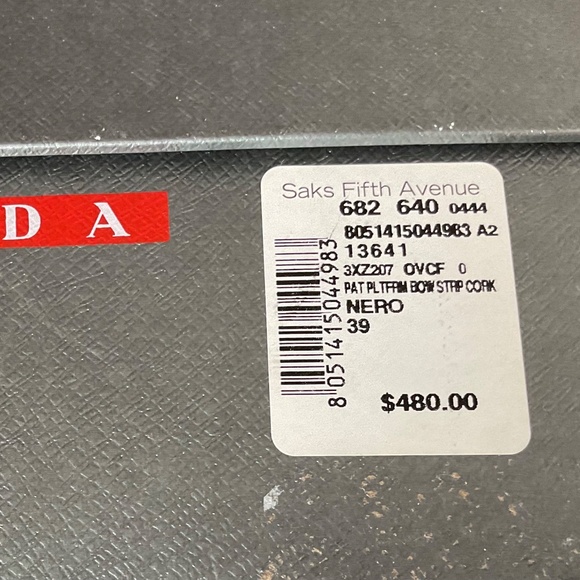 D A
Saks Fifth Avenue
682 640 0444
8051415044983 A2
13641
3XZ207 OVCF 0
PAT PLTFRM BOW STRP CORK
NERO
39
$480.00
8 051415 044983